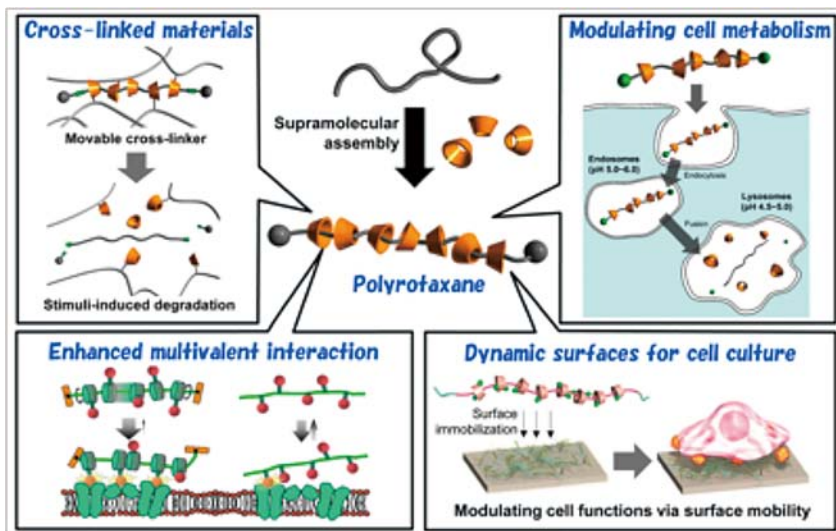 Cross-linked materials
Movable cross-linker
Stimuli-induced degradation
Supramolecular
assembly
Polyrotaxane
Modulating cell metabolism
Endosomes
(pH 5.0~6.0)
Endocytosis
Lysosomes
(pH 4.5~5.0)
Fusion
Enhanced multivalent interaction
Dynamic surfaces for cell culture
Surface
immobilization
Modulating cell functions via surface mobility